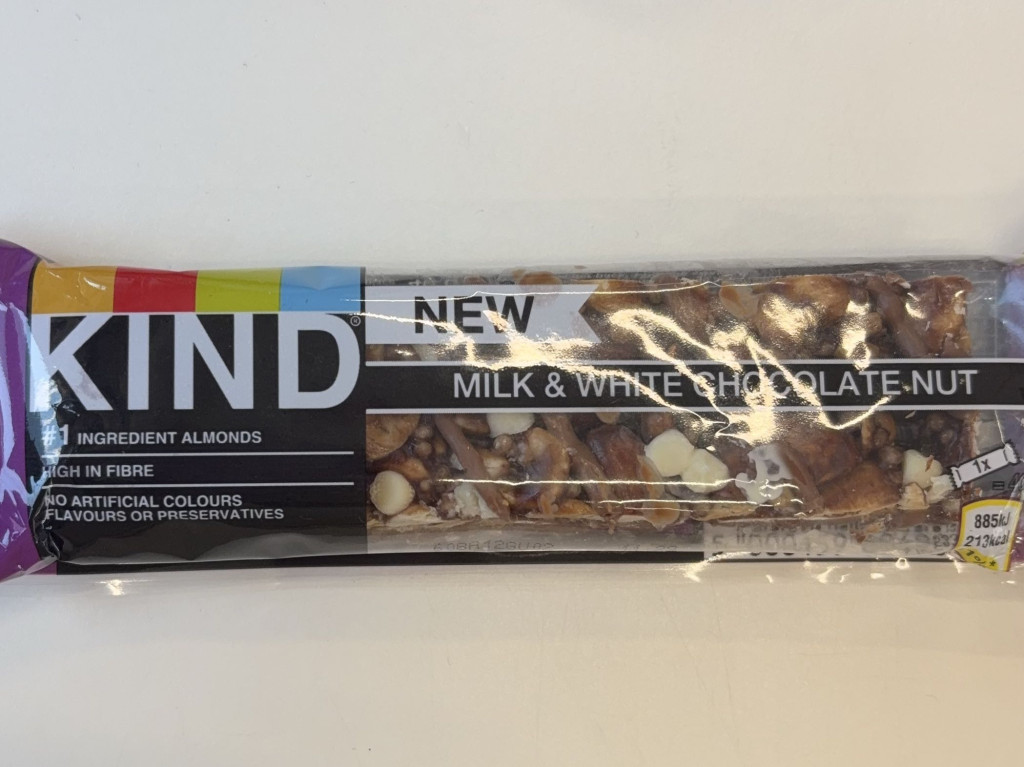 KIND®
#1 INGREDIENT ALMONDS
HIGH IN FIBRE
NO ARTIFICIAL COLOURS
FLAVOURS OR PRESERVATIVES
NEW
MILK & WHITE CHOCOLATE NUT
1x
885kJ
213kcal